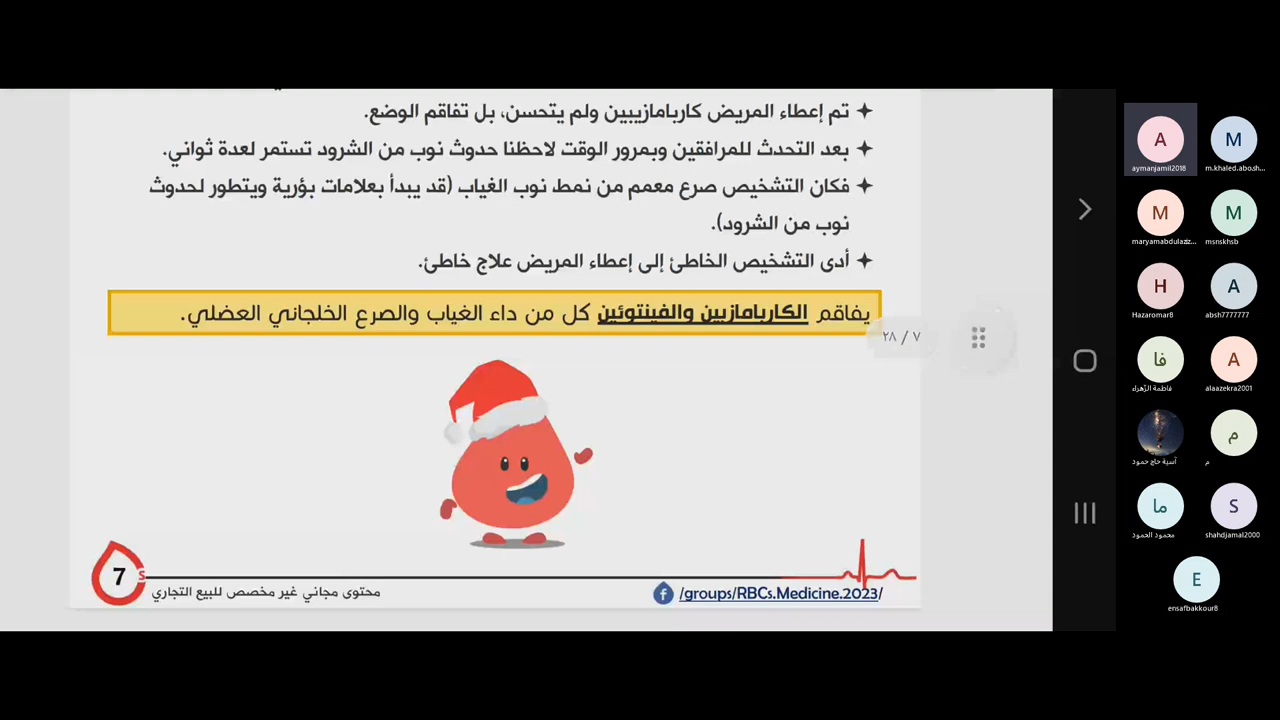 ✦ تم إعطاء المريض كاربامازيبين ولم يتحسن، بل تفاقم الوضع.
✦ بعد التحدث للمرافقين وبمرور الوقت لاحظنا حدوث نوب من الشرود تستمر لعدة ثواني.
✦ فكان التشخيص صرع معمم من نمط نوب الغياب (قد يبدأ بعلامات بؤرية ويتطور لحدوث
نوب من الشرود).
✦ أدى التشخيص الخاطئ إلى إعطاء المريض علاج خاطئ.
يفاقم الكاربامازبين والفينتوئين كل من داء الغياب والصرع الخلجاني العضلي.
٢٨ / ٧
7
s
محتوى مجاني غير مخصص للبيع التجاري
/groups/RBCs.Medicine.2023/
A
aymanjamil2018
M
m.khaled.abo.sh...
M
maryamabdulaziz...
M
msnskhsb
H
Hazaromar8
A
absh7777777
فا
فاطمة الزهراء
A
alaazekra2001
آسية حاج حمود
م
م
ما
محمود الحمود
S
shahdjamal2000
E
ensafbakkour8